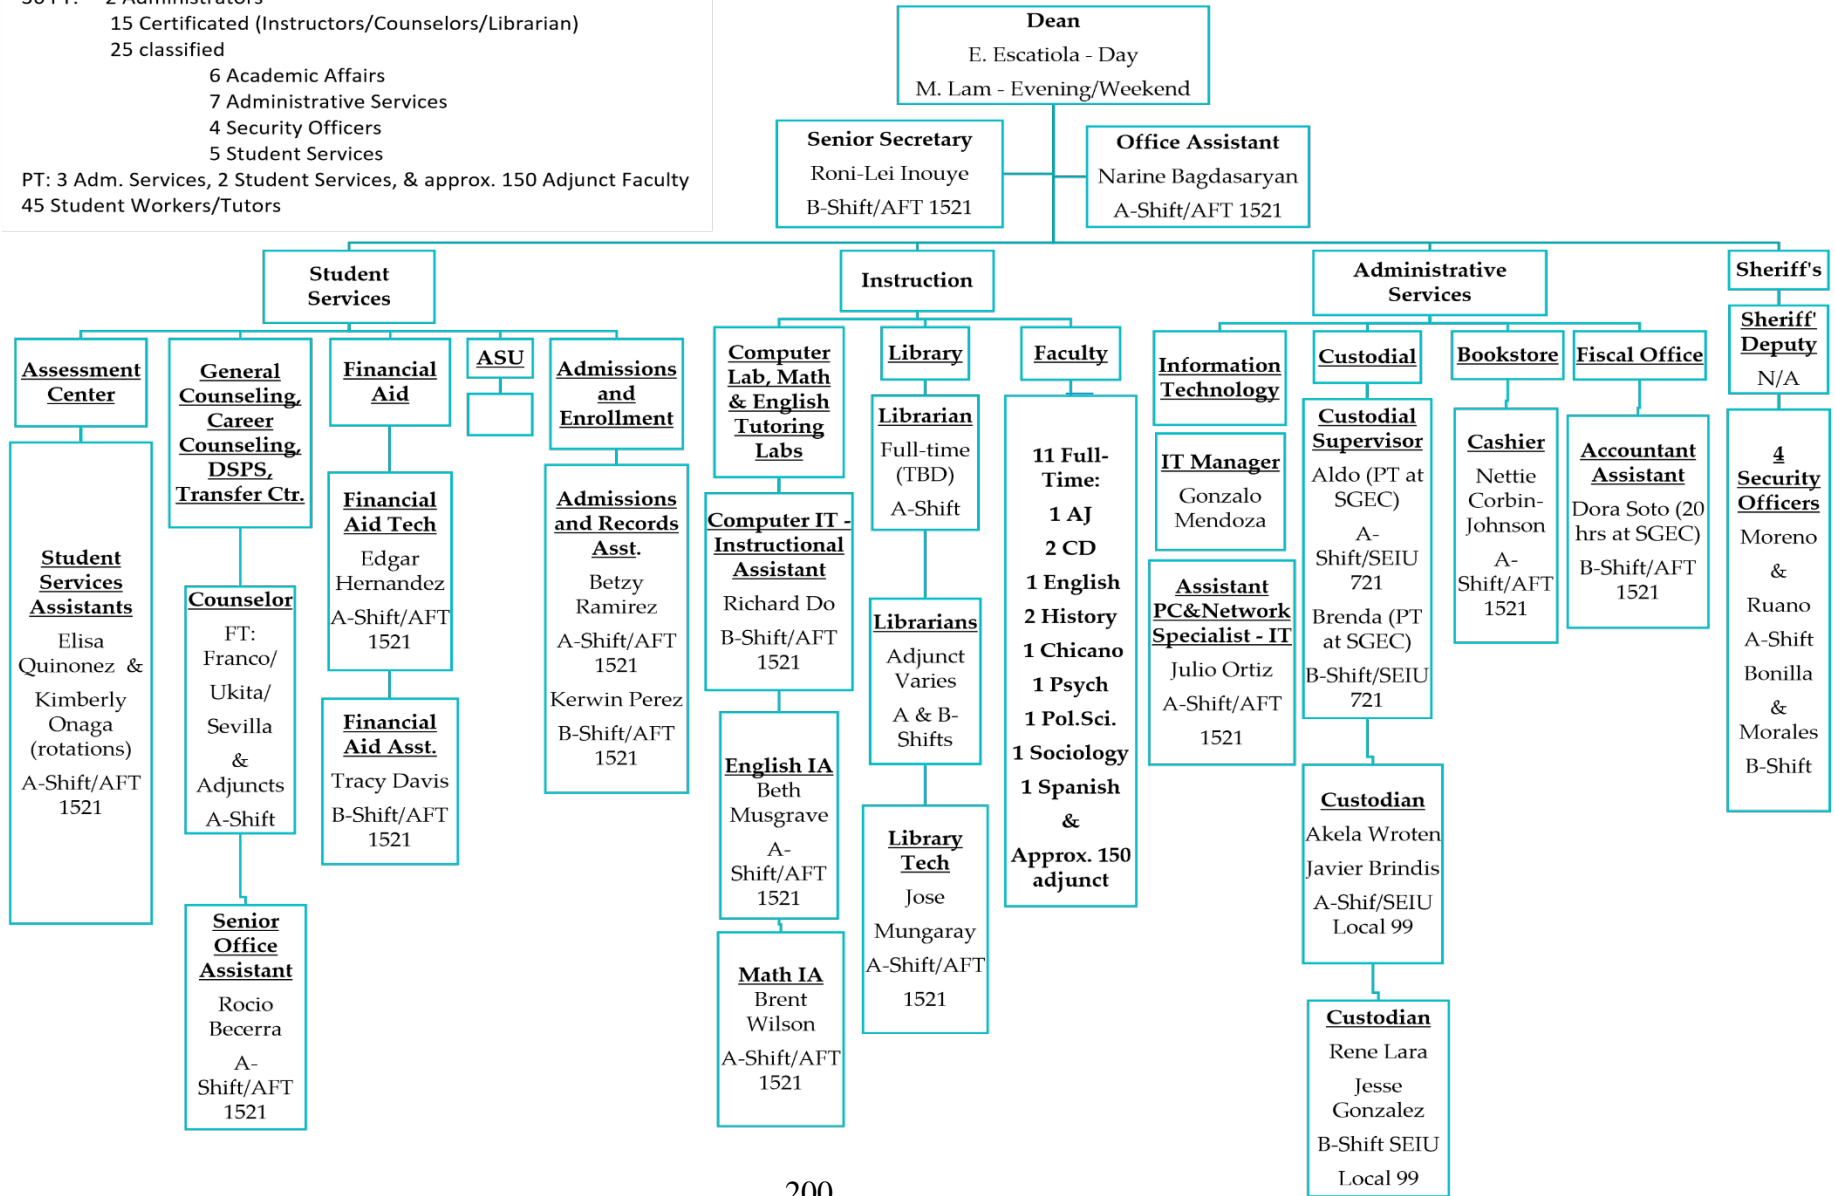 2 Administrators
15 Certificated (Instructors/Counselors/Librarian)
25 classified
6 Academic Affairs
7 Administrative Services
4 Security Officers
5 Student Services
PT: 3 Adm. Services, 2 Student Services, & approx. 150 Adjunct Faculty
45 Student Workers/Tutors
Dean
E. Escatiola - Day
M. Lam - Evening/Weekend
Senior Secretary
Roni-Lei Inouye
B-Shift/AFT 1521
Office Assistant
Narine Bagdasaryan
A-Shift/AFT 1521
Student
Services
Assessment
Center
Student
Services
Assistants
Elisa
Quinonez &
Kimberly
Onaga
(rotations)
A-Shift/AFT
1521
General
Counseling,
Career
Counseling,
DSPS,
Transfer Ctr.
Counselor
FT:
Franco/
Ukita/
Sevilla
&
Adjuncts
A-Shift
Senior
Office
Assistant
Rocio
Becerra
A-
Shift/AFT
1521
Financial
Aid
Financial
Aid Tech
Edgar
Hernandez
A-Shift/AFT
1521
Financial
Aid Asst.
Tracy Davis
B-Shift/AFT
1521
ASU
Admissions
and
Enrollment
Admissions
and Records
Asst.
Betzy
Ramirez
A-Shift/AFT
1521
Kerwin Perez
B-Shift/AFT
1521
Instruction
Computer
Lab, Math
& English
Tutoring
Labs
Computer IT -
Instructional
Assistant
Richard Do
B-Shift/AFT
1521
English IA
Beth
Musgrave
A-
Shift/AFT
1521
Math IA
Brent
Wilson
A-Shift/AFT
1521
Library
Librarian
Full-time
(TBD)
A-Shift
Librarians
Adjunct
Varies
A & B-
Shifts
Library
Tech
Jose
Mungaray
A-Shift/AFT
1521
Faculty
11 Full-
Time:
1 AJ
2 CD
1 English
2 History
1 Chicano
1 Psych
1 Pol.Sci.
1 Sociology
1 Spanish
&
Approx. 150
adjunct
Administrative
Services
Information
Technology
IT Manager
Gonzalo
Mendoza
Assistant
PC&Network
Specialist - IT
Julio Ortiz
A-Shift/AFT
1521
Custodial
Custodial
Supervisor
Aldo (PT at
SGEC)
A-
Shift/SEIU
721
Brenda (PT
at SGEC)
B-Shift/SEIU
721
Custodian
Akela Wroten
Javier Brindis
A-Shif/SEIU
Local 99
Custodian
Rene Lara
Jesse
Gonzalez
B-Shift SEIU
Local 99
Bookstore
Cashier
Nettie
Corbin-
Johnson
A-
Shift/AFT
1521
Fiscal Office
Accountant
Assistant
Dora Soto (20
hrs at SGEC)
B-Shift/AFT
1521
Sheriff's
Sheriff'
Deputy
N/A
4
Security
Officers
Moreno
&
Ruano
A-Shift
Bonilla
&
Morales
B-Shift
200